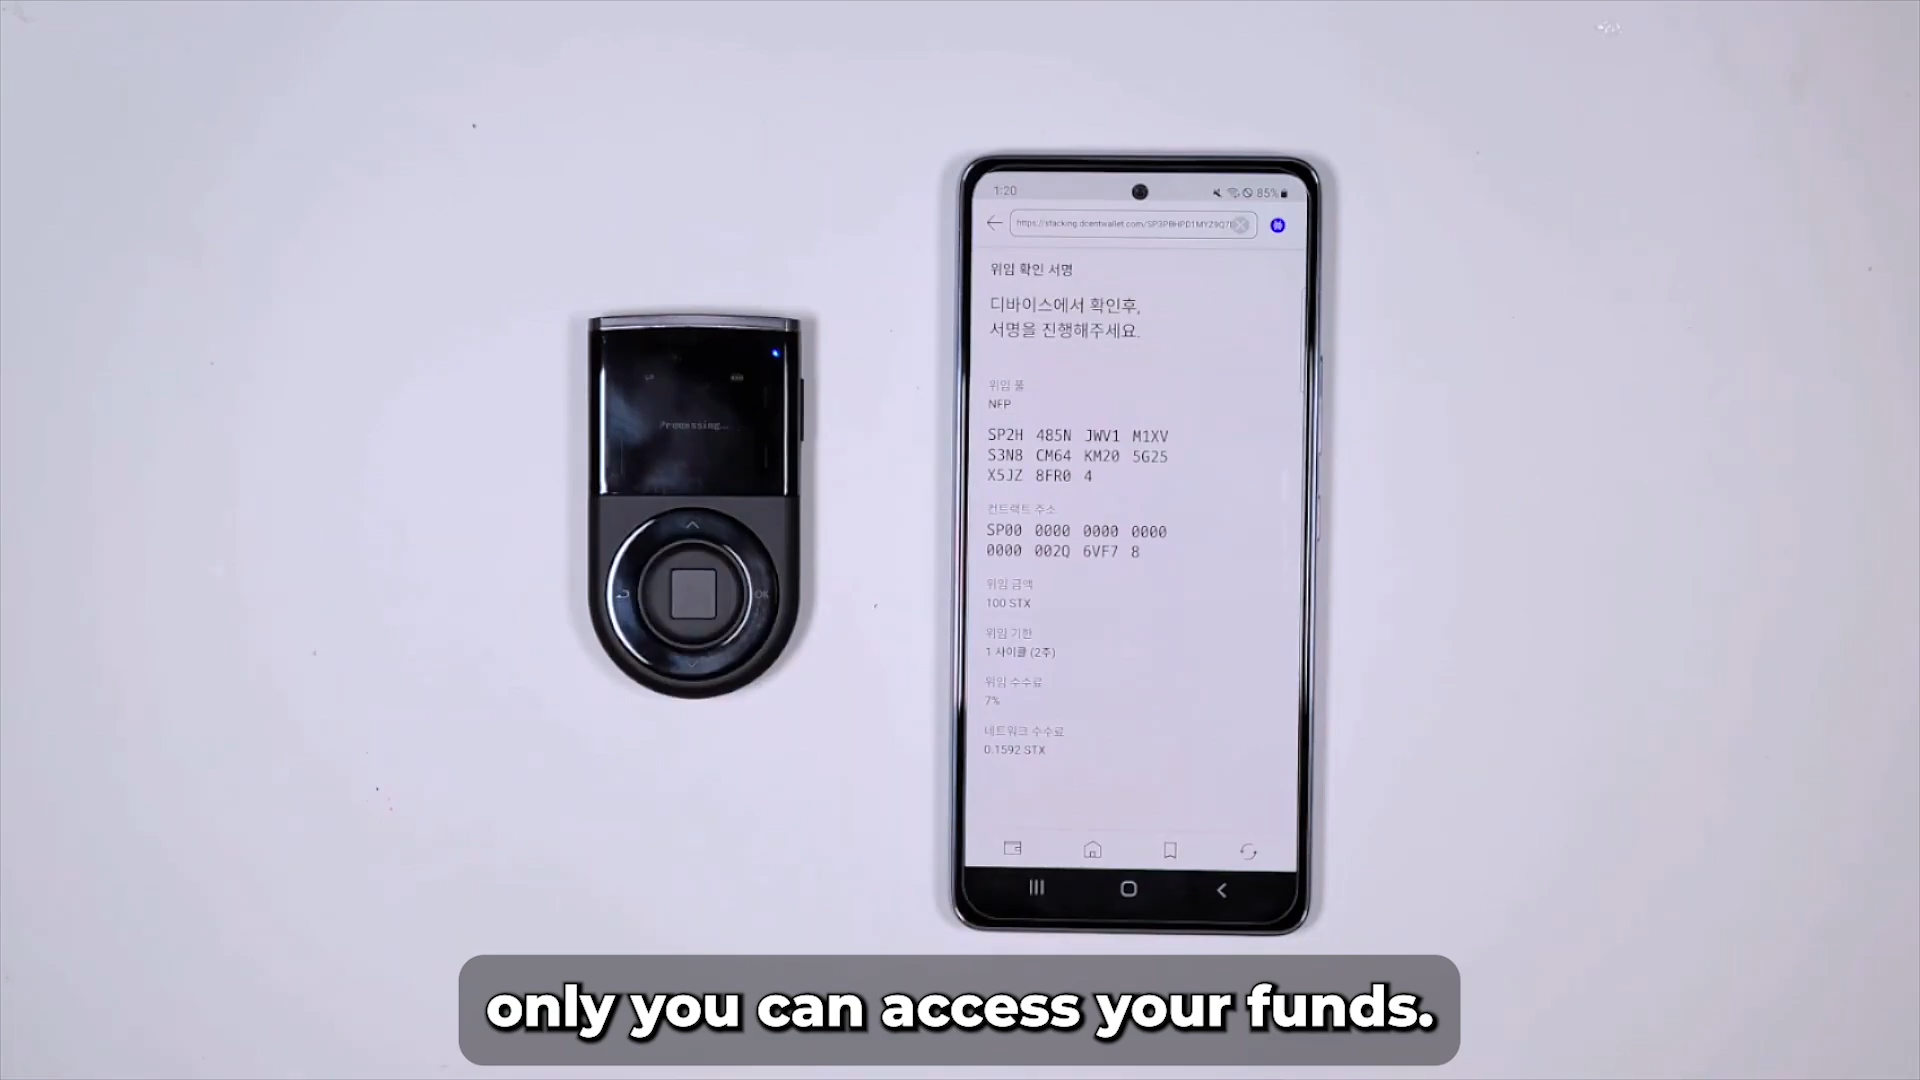 Processing...
OK
1:20
85%
https://stacking.dcentwallet.com/SP3PBHPD1MYZ9Q7
위임 확인 서명
디바이스에서 확인후,
서명을 진행해주세요.
위임 풀
NFP
SP2H 485N JWV1 M1XV
S3N8 CM64 KM20 5G25
X5JZ 8FR0 4
컨트랙트 주소
SP00 0000 0000 0000
0000 002Q 6VF7 8
위임 금액
100 STX
위임 기한
1 사이클 (2주)
위임 수수료
7%
네트워크 수수료
0.1592 STX
only you can access your funds.